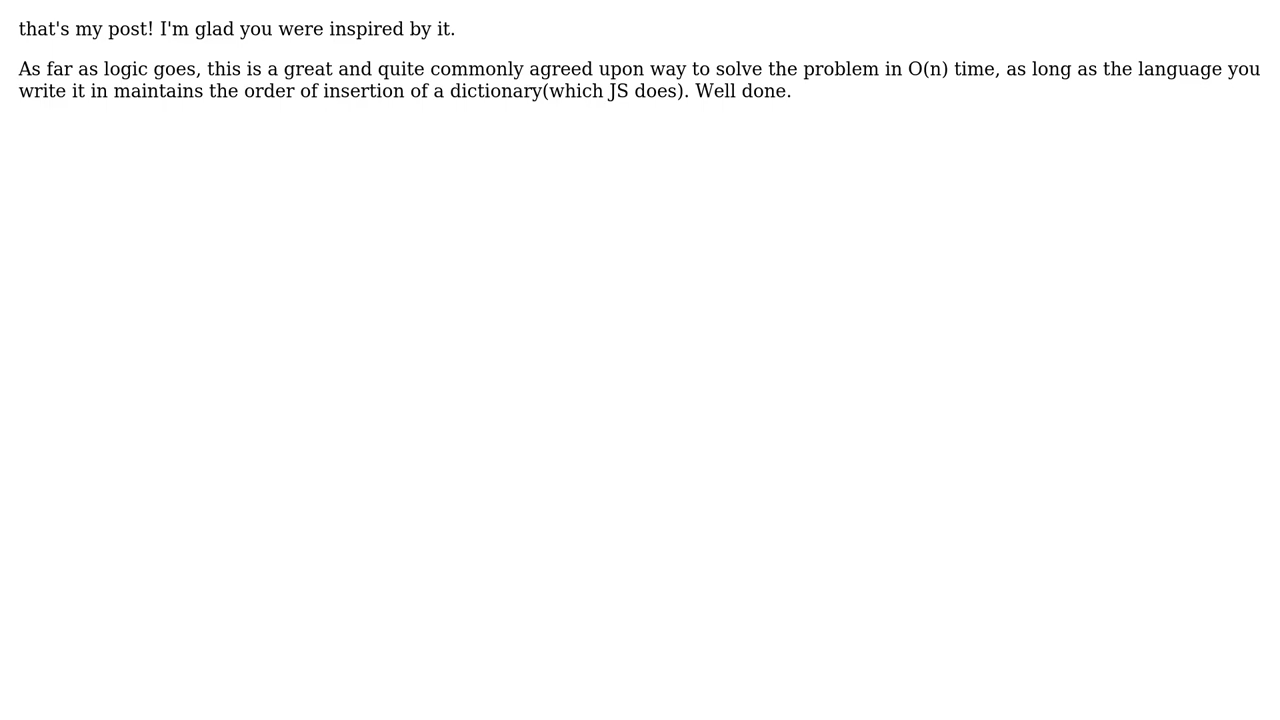 that's my post! I'm glad you were inspired by it.
As far as logic goes, this is a great and quite commonly agreed upon way to solve the problem in O(n) time, as long as the language you
write it in maintains the order of insertion of a dictionary(which JS does). Well done.